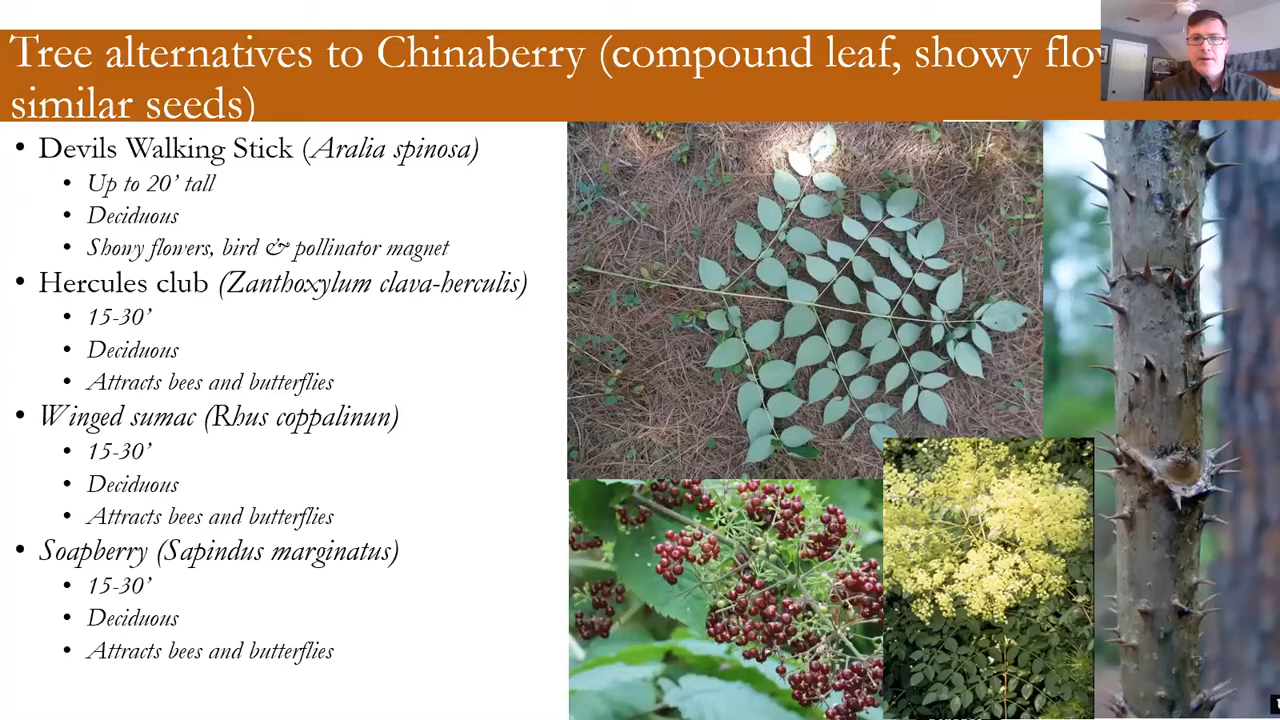 Tree alternatives to Chinaberry (compound leaf, showy
similar seeds)
• Devils Walking Stick (Aralia spinosa)
• Up to 20’ tall
• Deciduous
• Showy flowers, bird & pollinator magnet
• Hercules club (Zanthoxylum clava-herculis)
• 15-30’
• Deciduous
• Attracts bees and butterflies
• Winged sumac (Rhus coppalinun)
• 15-30’
• Deciduous
• Attracts bees and butterflies
• Soapberry (Sapindus marginatus)
• 15-30’
• Deciduous
• Attracts bees and butterflies